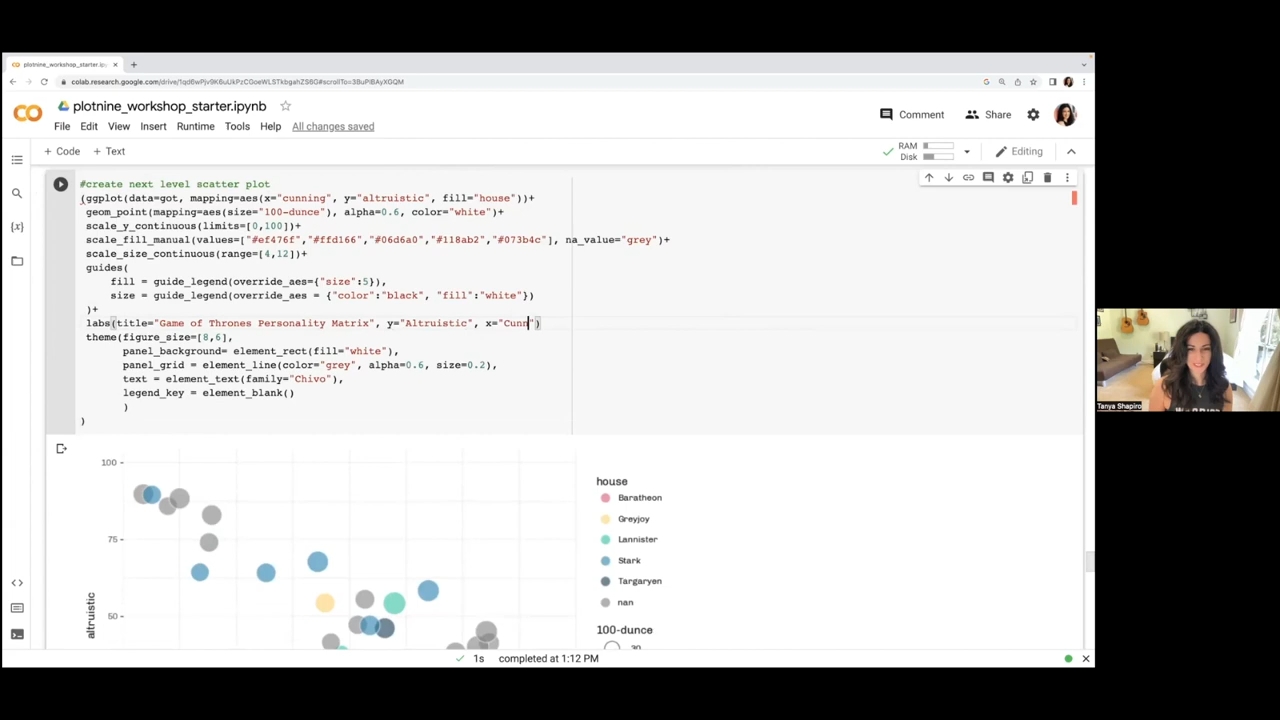 plotnine_workshop_starter.ipynb
colab.research.google.com/drive/1qd6wPjv9K6uUkPzCGoeWLSTkbgahZS6G#scrollTo=3BuPlBAyXGQM
plotnine_workshop_starter.ipynb
Comment
Share
File Edit View Insert Runtime Tools Help All changes saved
+ Code + Text
RAM
Disk
Editing
#create next level scatter plot
(ggplot(data=got, mapping=aes(x="cunning", y="altruistic", fill="house"))+
geom_point(mapping=aes(size="100-dunce"), alpha=0.6, color="white")+
scale_y_continuous(limits=[0,100])+
scale_fill_manual(values=["#ef476f","#ffd166","#06d6a0","#118ab2","#073b4c"], na_value="grey")+
scale_size_continuous(range=[4,12])+
guides(
fill = guide_legend(override_aes={"size":5}),
size = guide_legend(override_aes = {"color":"black", "fill":"white"})
)+
labs(title="Game of Thrones Personality Matrix", y="Altruistic", x="Cunn")
theme(figure_size=[8,6],
panel_background= element_rect(fill="white"),
panel_grid = element_line(color="grey", alpha=0.6, size=0.2),
text = element_text(family="Chivo"),
legend_key = element_blank()
)
)
100
75
50
altruistic
house
Baratheon
Greyjoy
Lannister
Stark
Targaryen
nan
100-dunce
1s completed at 1:12 PM
Tanya Shapiro